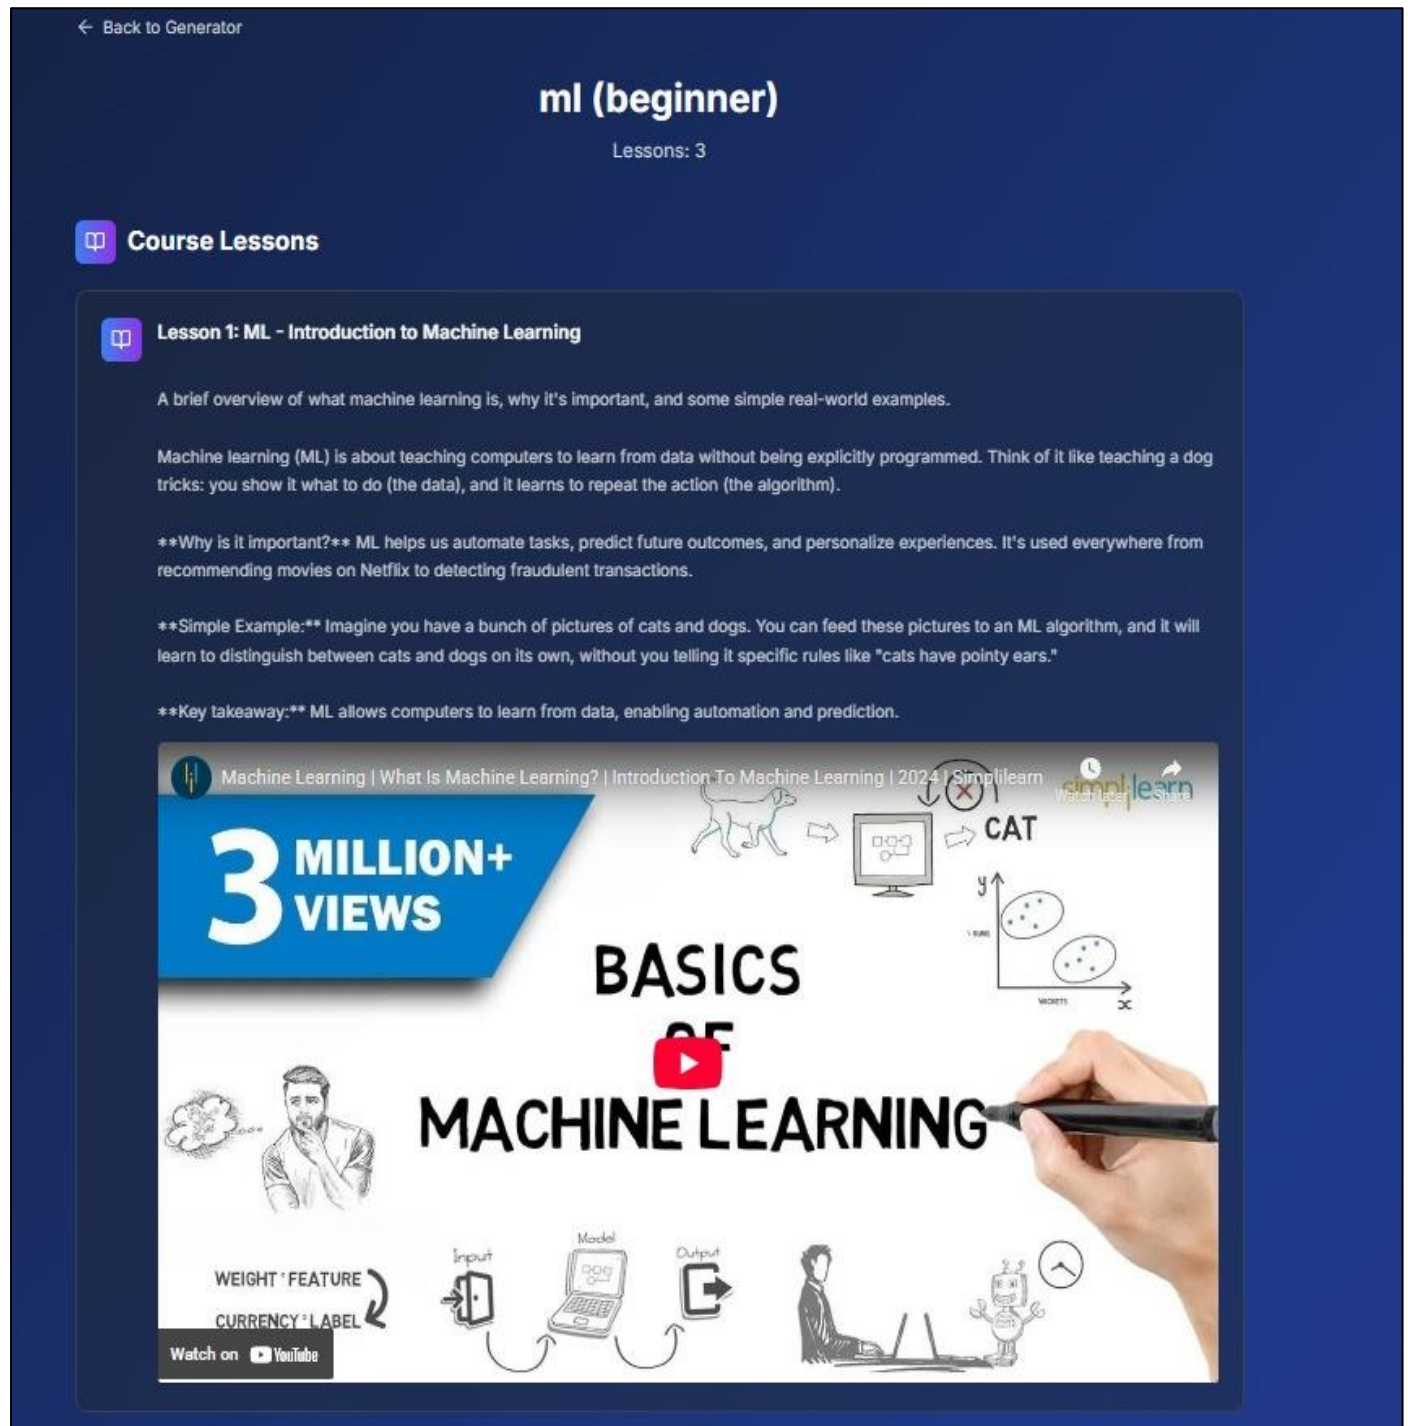 ← Back to Generator
ml (beginner)
Lessons: 3
Course Lessons
Lesson 1: ML - Introduction to Machine Learning
A brief overview of what machine learning is, why it's important, and some simple real-world examples.
Machine learning (ML) is about teaching computers to learn from data without being explicitly programmed. Think of it like teaching a dog
tricks: you show it what to do (the data), and it learns to repeat the action (the algorithm).
**Why is it important?** ML helps us automate tasks, predict future outcomes, and personalize experiences. It's used everywhere from
recommending movies on Netflix to detecting fraudulent transactions.
**Simple Example:** Imagine you have a bunch of pictures of cats and dogs. You can feed these pictures to an ML algorithm, and it will
learn to distinguish between cats and dogs on its own, without you telling it specific rules like "cats have pointy ears."
**Key takeaway:** ML allows computers to learn from data, enabling automation and prediction.
Machine Learning | What Is Machine Learning? | Introduction To Machine Learning | 2024 | Simplilearn
Watch later
Share
simplilearn
3 MILLION+
VIEWS
CAT
y
WICKETS
x
BASICS
OF
MACHINE LEARNING
Input
Model
Output
WEIGHT : FEATURE
CURRENCY : LABEL
Watch on YouTube